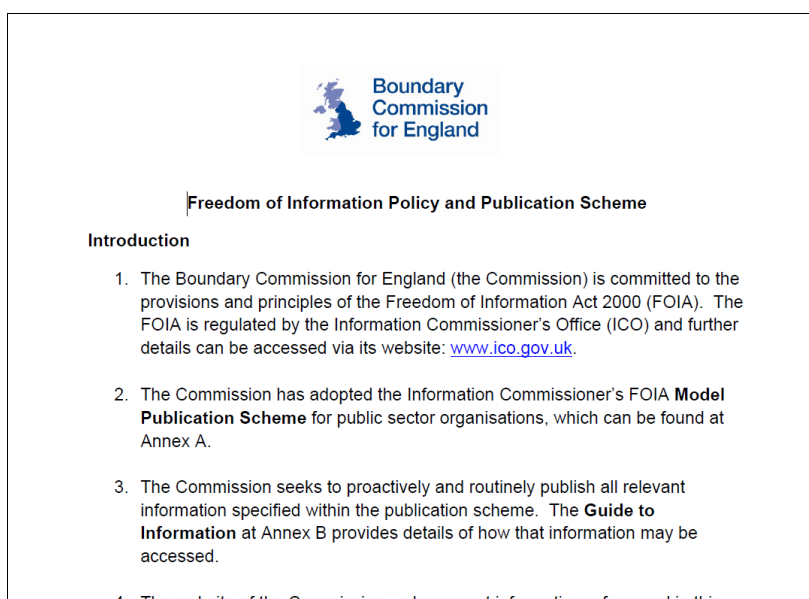 Boundary
Commission
for England
Freedom of Information Policy and Publication Scheme
Introduction
1. The Boundary Commission for England (the Commission) is committed to the
provisions and principles of the Freedom of Information Act 2000 (FOIA). The
FOIA is regulated by the Information Commissioner's Office (ICO) and further
details can be accessed via its website: www.ico.gov.uk.
2. The Commission has adopted the Information Commissioner's FOIA Model
Publication Scheme for public sector organisations, which can be found at
Annex A.
3. The Commission seeks to proactively and routinely publish all relevant
information specified within the publication scheme. The Guide to
Information at Annex B provides details of how that information may be
accessed.